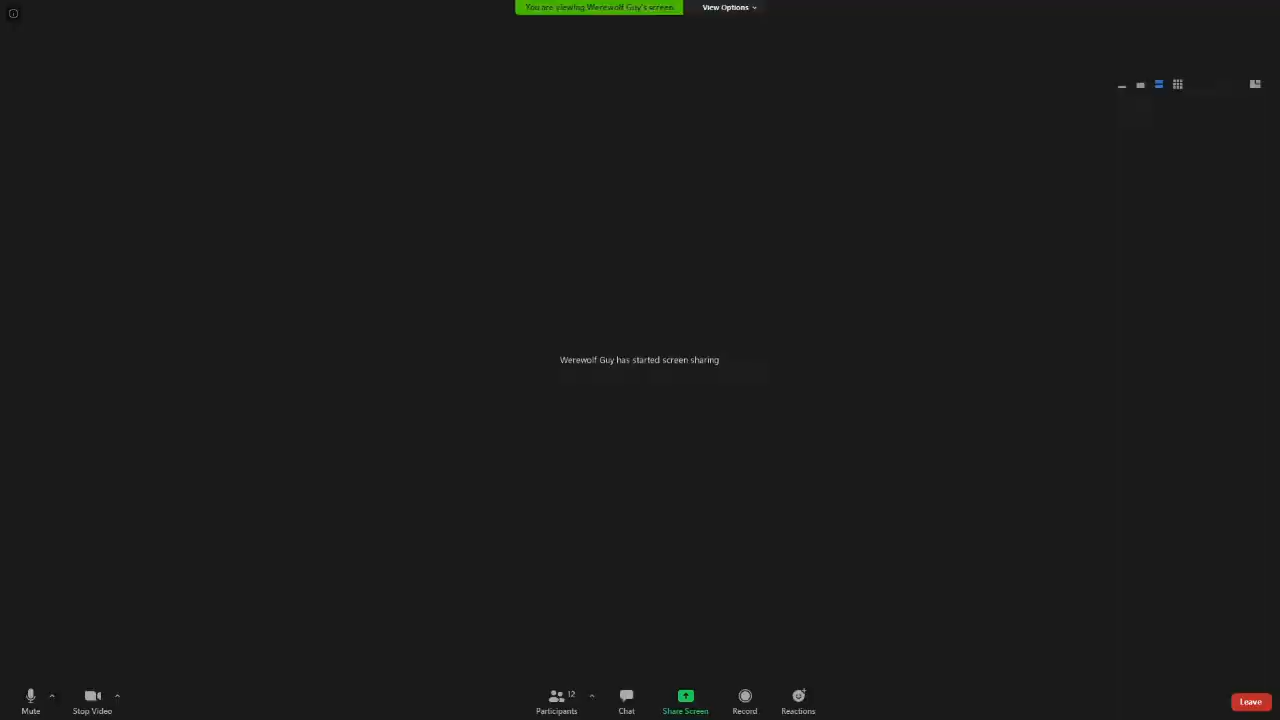 You are viewing Werewolf Guy's screen
View Options
Werewolf Guy has started screen sharing
Mute
Stop Video
12
Participants
Chat
Share Screen
Record
Reactions
Leave